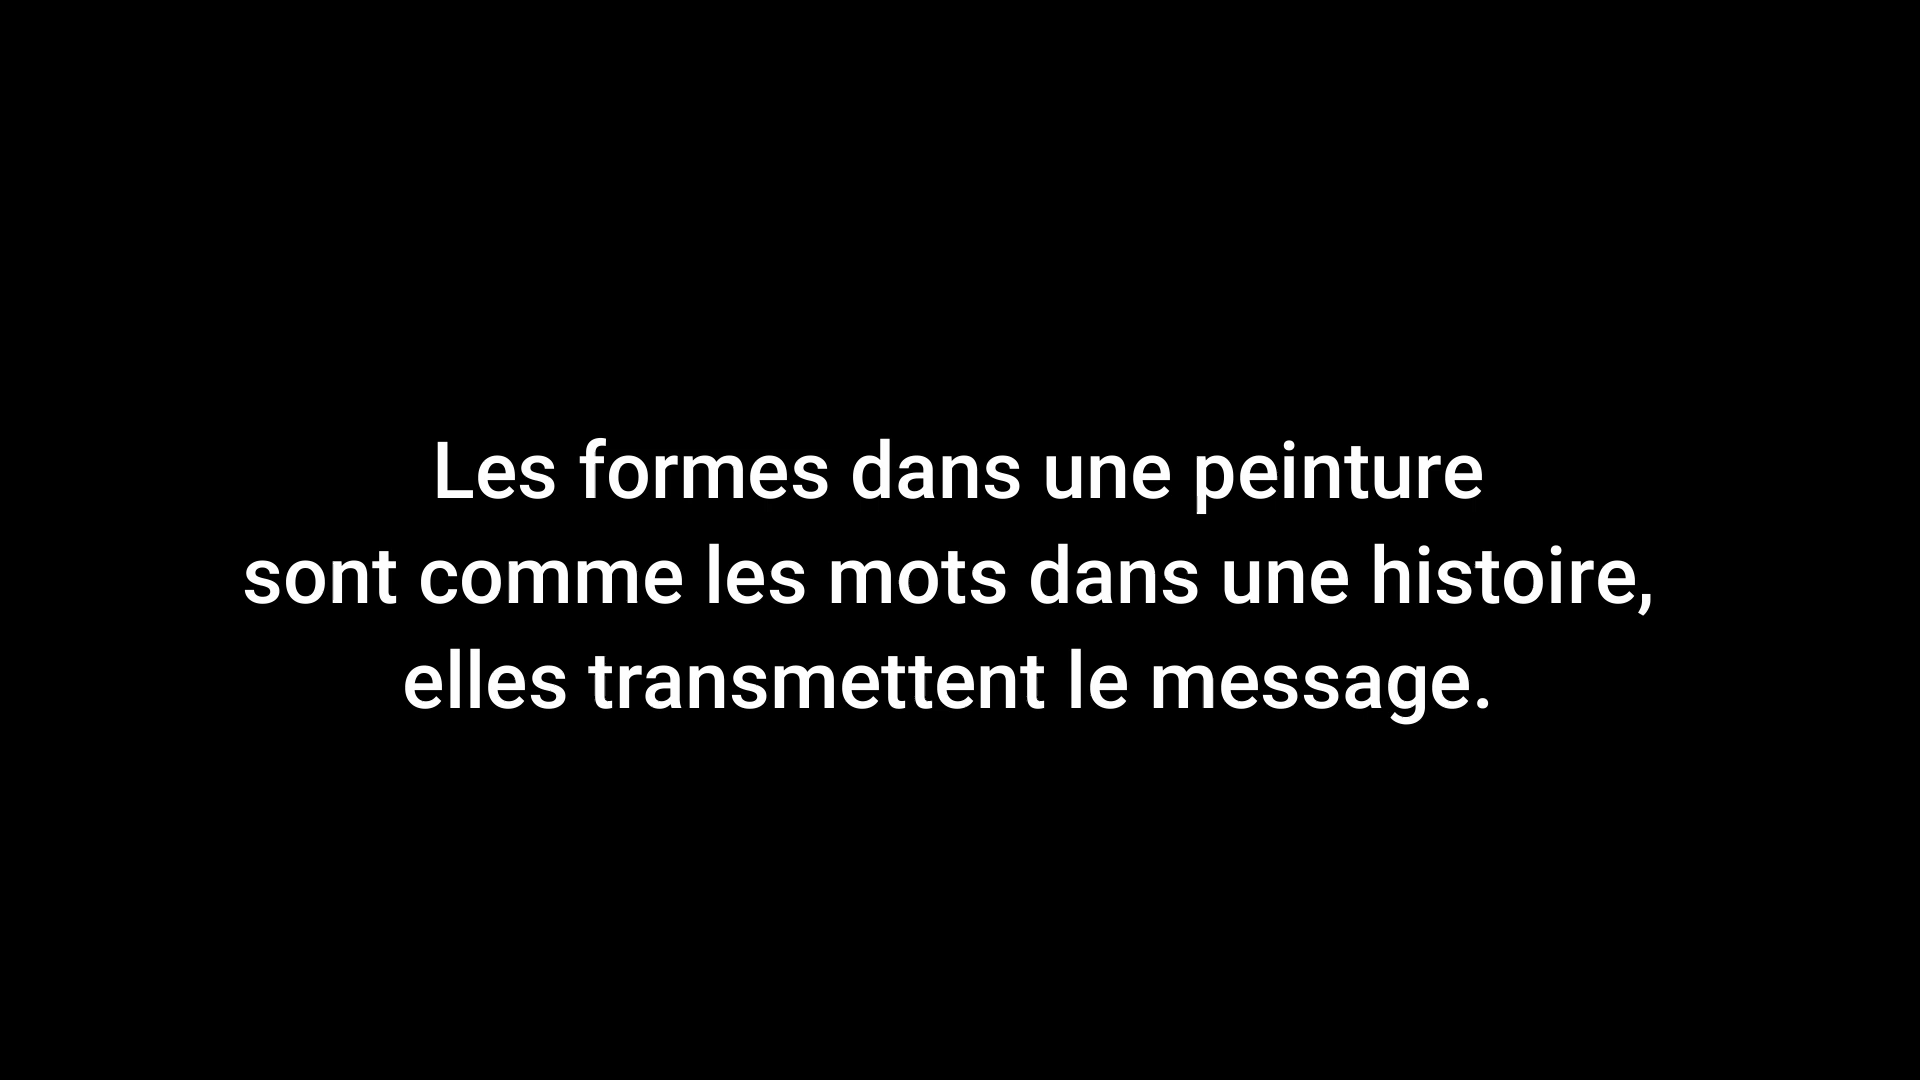 Les formes dans une peinture
sont comme les mots dans une histoire,
elles transmettent le message.